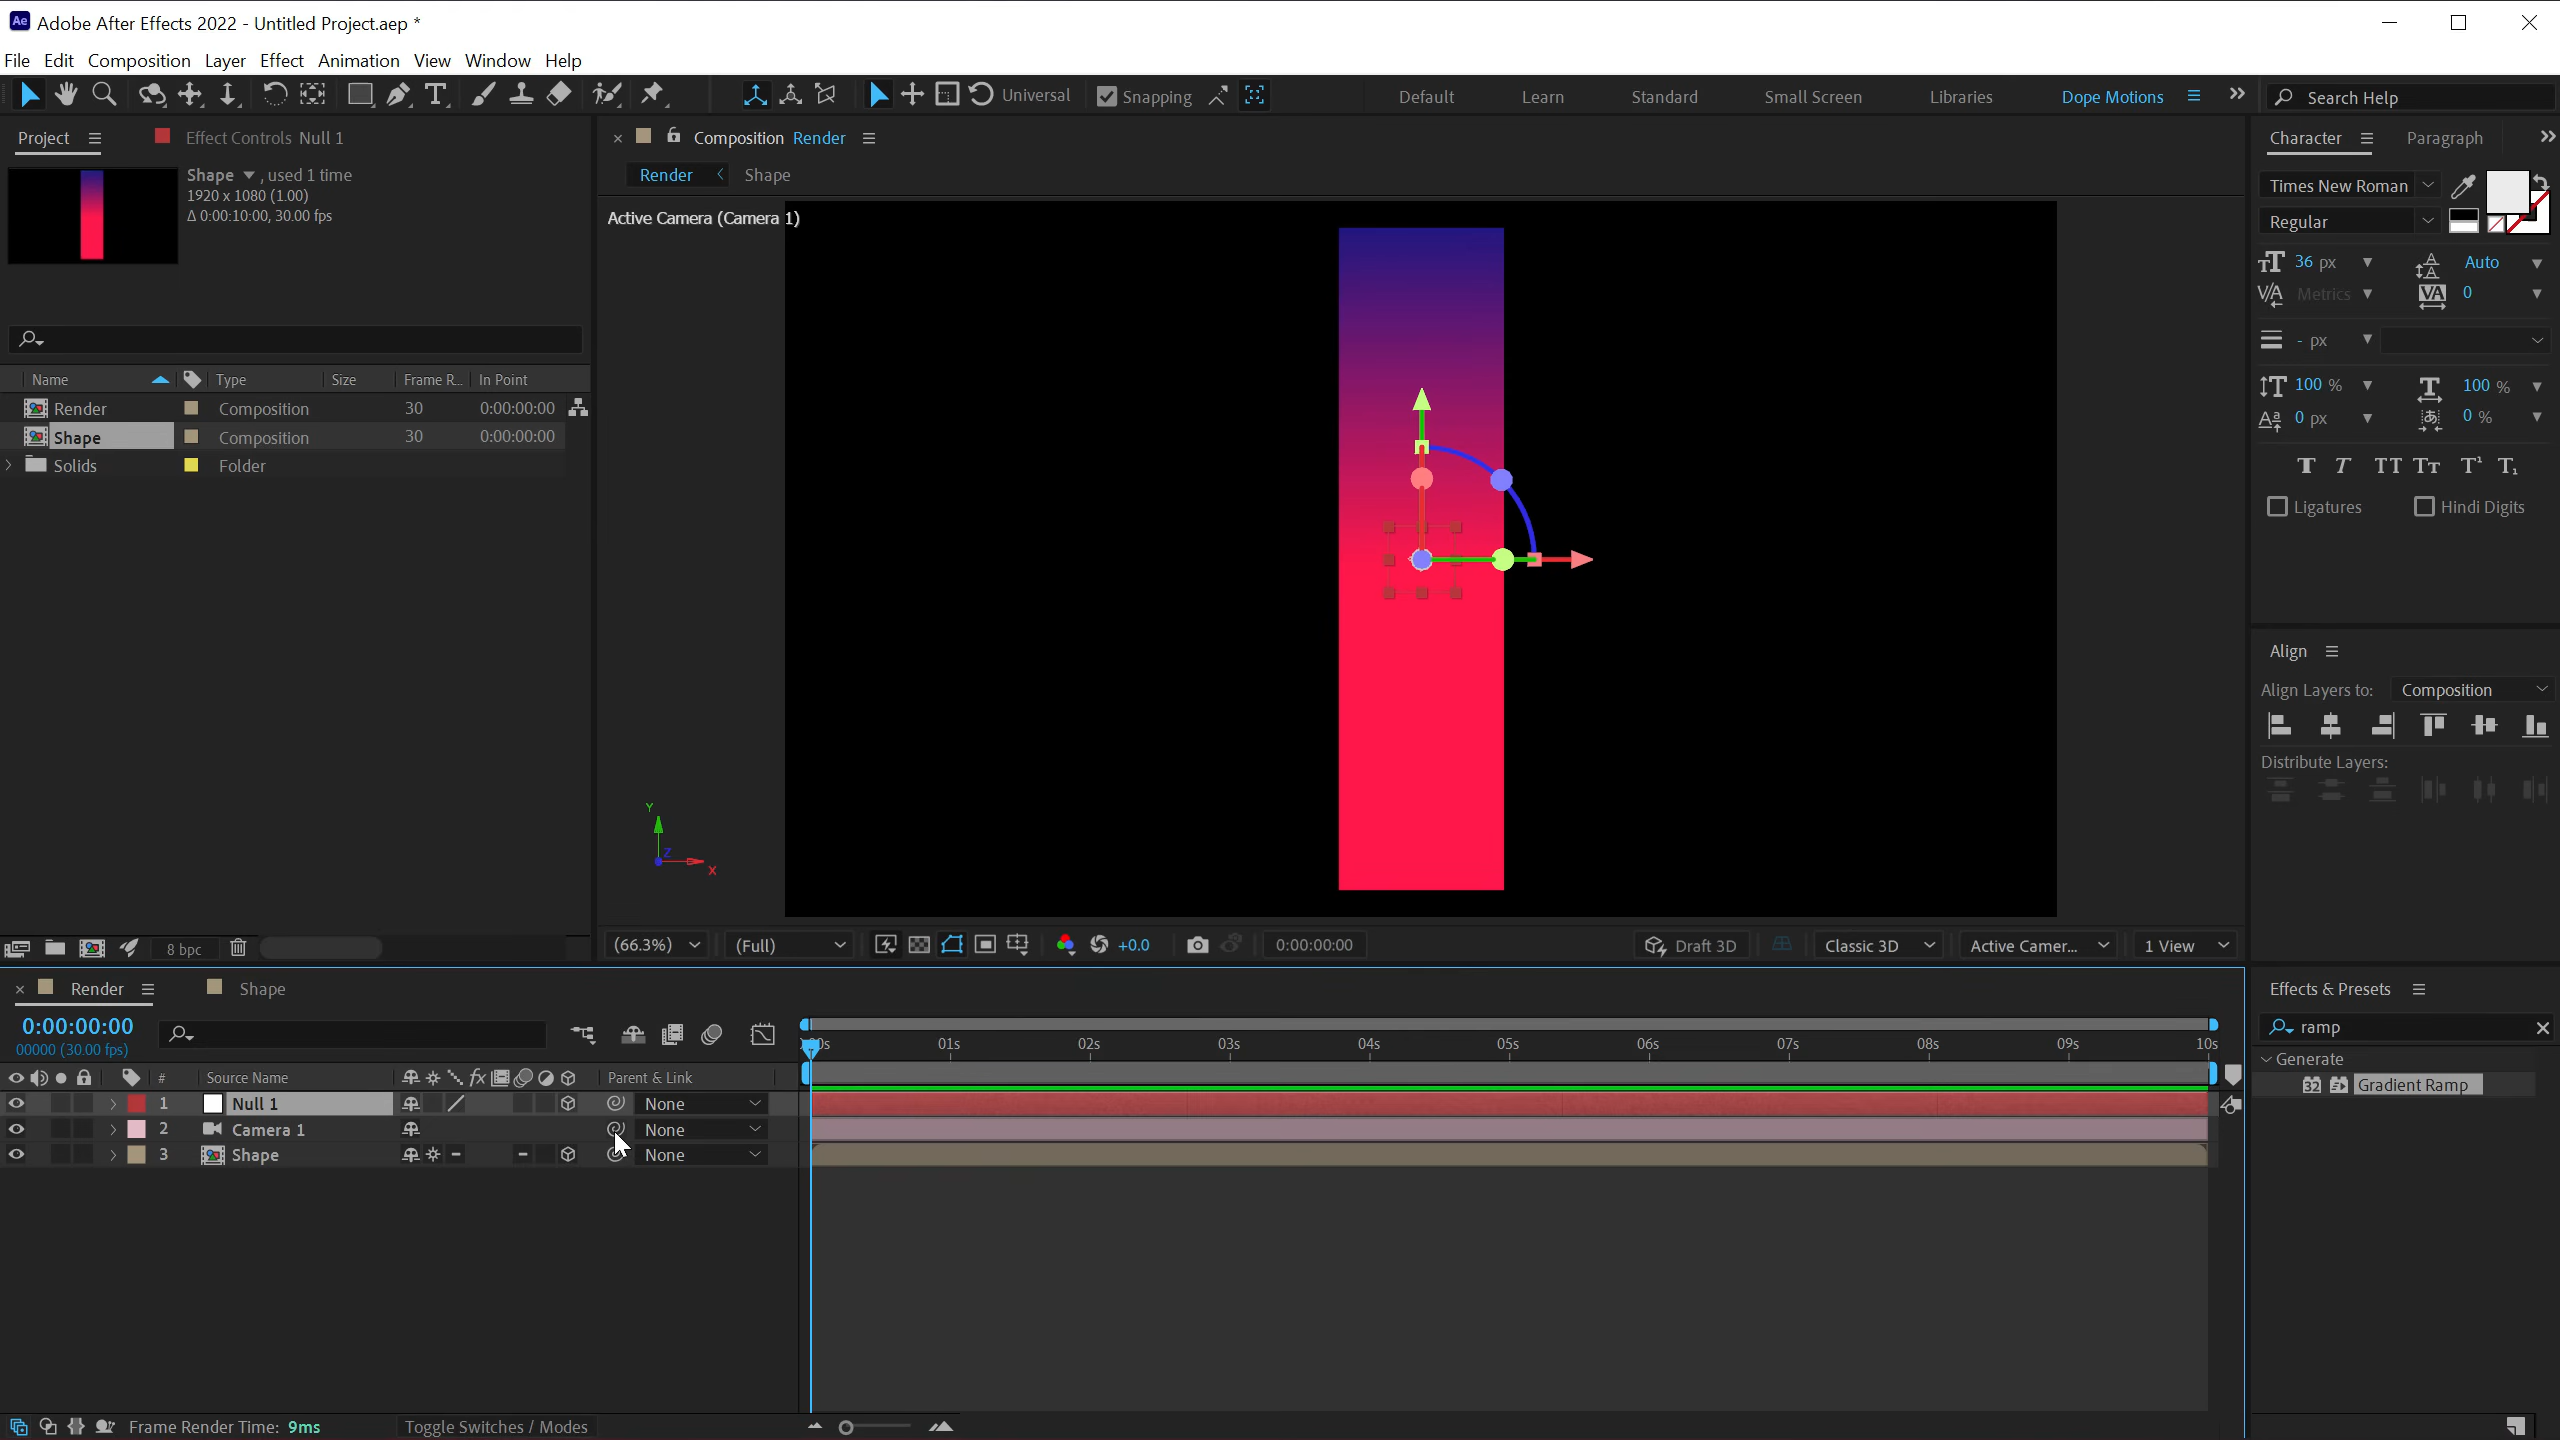 Ae Adobe After Effects 2022 - Untitled Project.aep *
File Edit Composition Layer Effect Animation View Window Help
Universal Snapping Default Learn Standard Small Screen Libraries Dope Motions Search Help
Project Effect Controls Null 1
Shape , used 1 time
1920 x 1080 (1.00)
Δ 0:00:10:00, 30.00 fps
Name Type Size Frame R... In Point
Render Composition 30 0:00:00:00
Shape Composition 30 0:00:00:00
Solids Folder
8 bpc
Composition Render
Render Shape
Active Camera (Camera 1)
Y
Z
X
(66.3%) (Full) +0.0 0:00:00:00 Draft 3D Classic 3D Active Camer... 1 View
Character Paragraph
Times New Roman
Regular
36 px Auto
Metrics 0
- px
100 % 100 %
0 px 0 %
T T TT Tt T¹ T₁
Ligatures Hindi Digits
Align
Align Layers to: Composition
Distribute Layers:
Render Shape
0:00:00:00
00000 (30.00 fps)
01s 02s 03s 04s 05s 06s 07s 08s 09s 10s
# Source Name fx Parent & Link
1 Null 1 None
2 Camera 1 None
3 Shape None
Frame Render Time: 9ms Toggle Switches / Modes
Effects & Presets
ramp
Generate
32 Gradient Ramp